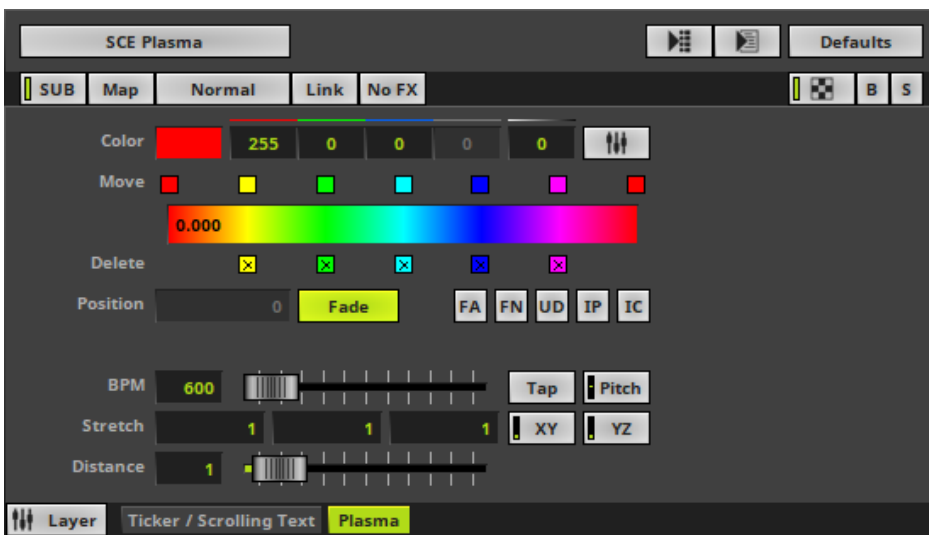 SCE Plasma Defaults
SUB Map Normal Link No FX B S
Color 255 0 0 0 0
Move
0.000
Delete
Position 0 Fade FA FN UD IP IC
BPM 600 Tap Pitch
Stretch 1 1 1 XY YZ
Distance 1
Layer Ticker / Scrolling Text Plasma